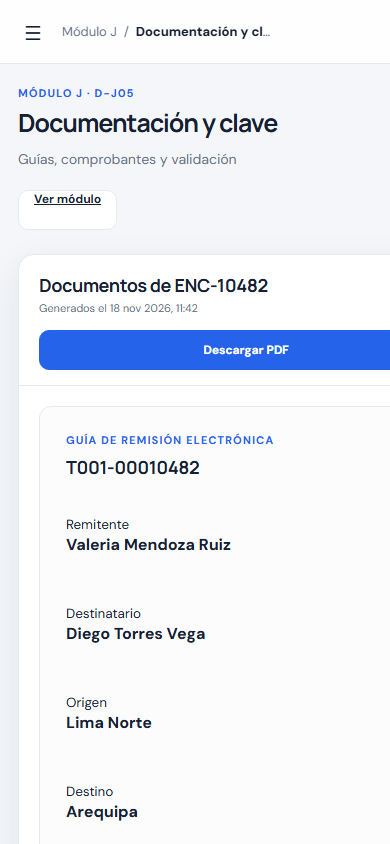 Módulo J / Documentación y cl...
MÓDULO J · D-J05
Documentación y clave
Guías, comprobantes y validación
Ver módulo
Documentos de ENC-10482
Generados el 18 nov 2026, 11:42
Descargar PDF
GUÍA DE REMISIÓN ELECTRÓNICA
T001-00010482
Remitente
Valeria Mendoza Ruiz
Destinatario
Diego Torres Vega
Origen
Lima Norte
Destino
Arequipa